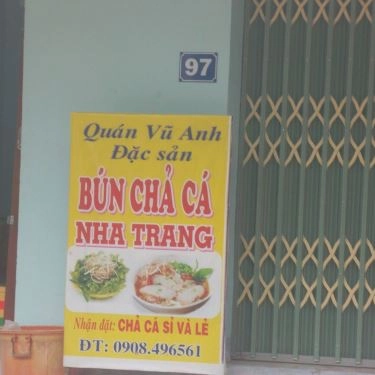 97
Quán Vũ Anh
Đặc sản
BÚN CHẢ CÁ
NHA TRANG
Nhận đặt: CHẢ CÁ SỈ VÀ LẺ
ĐT: 0908.496561